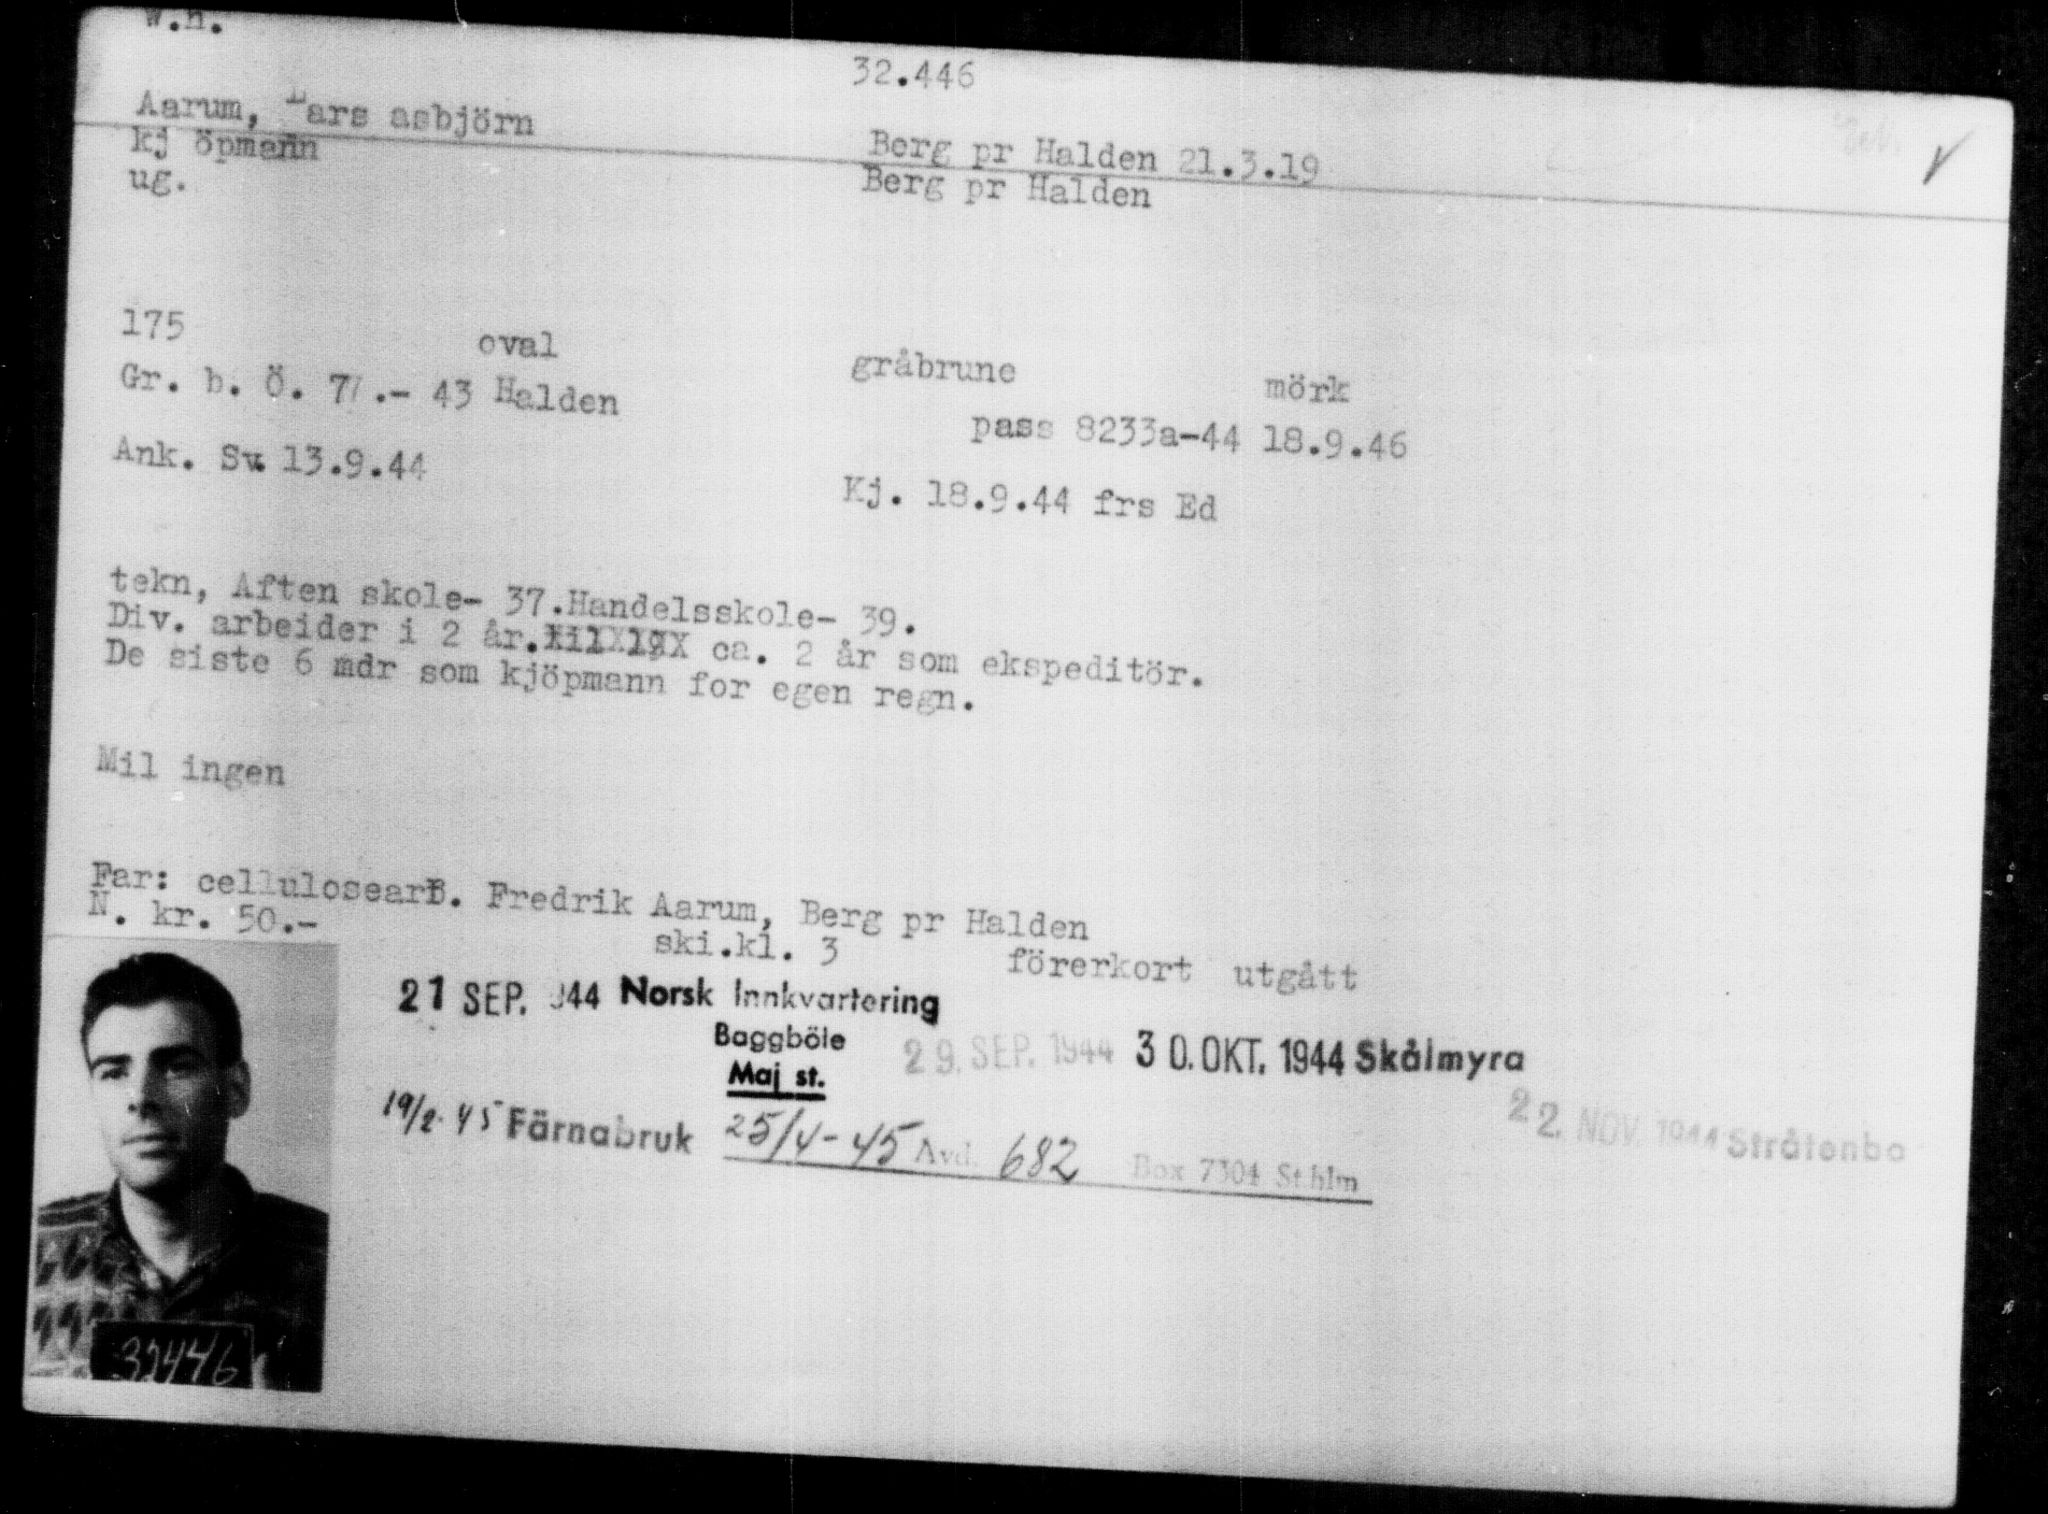 W.n.
32.446
Aarum, Lars asbjörn
Berg pr Halden 21.3.19
kj öpmann
Berg pr Halden
ug.
175 oval gråbrune mörk
Gr. b. Ö. 77.- 43 Halden pass 8233a-44 18.9.46
Ank. Sv. 13.9.44 Kj. 18.9.44 frs Ed
tekn, Aften skole- 37.Handelsskole- 39.
Div. arbeider i 2 år. ca. 2 år som ekspeditör.
De siste 6 mdr som kjöpmann for egen regn.
Mil ingen
Far: cellulosearb. Fredrik Aarum, Berg pr Halden
N. kr. 50.- ski.kl. 3 förerkort utgått
21 SEP. 944 Norsk Innkvartering
Baggböle 29. SEP. 1944 30. OKT. 1944 Skålmyra
Maj st.
22. NOV. 1944 Stråtenbo
19/2. 45 Färnabruk 25/4-45 Avd. 682 Box 7304 Sthlm
32446